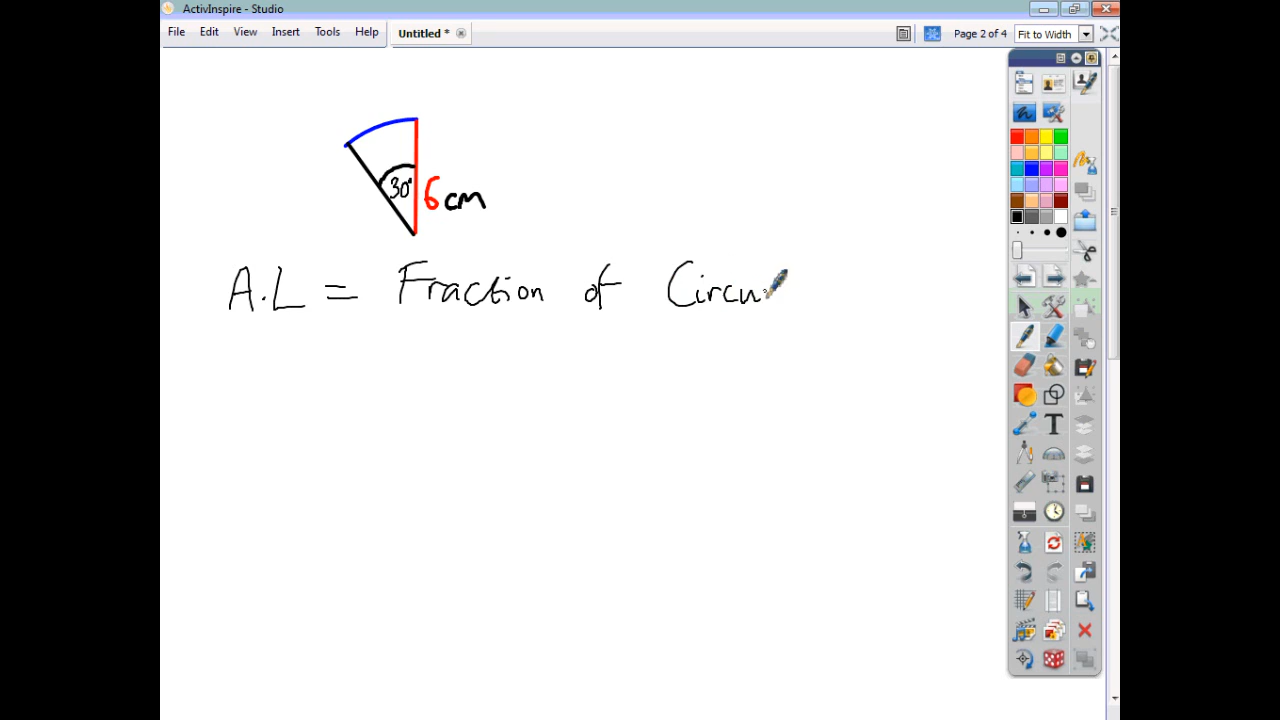 ActivInspire - Studio
File Edit View Insert Tools Help Untitled * Page 2 of 4 Fit to Width
30°
6cm
A.L = Fraction of Circu